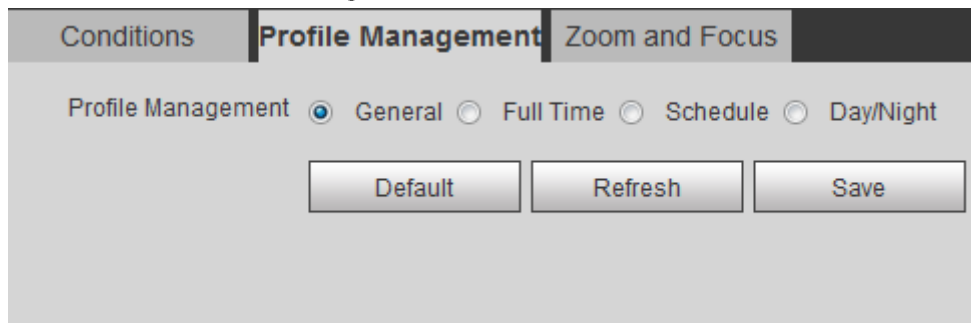 Conditions Profile Management Zoom and Focus
Profile Management General Full Time Schedule Day/Night
Default Refresh Save